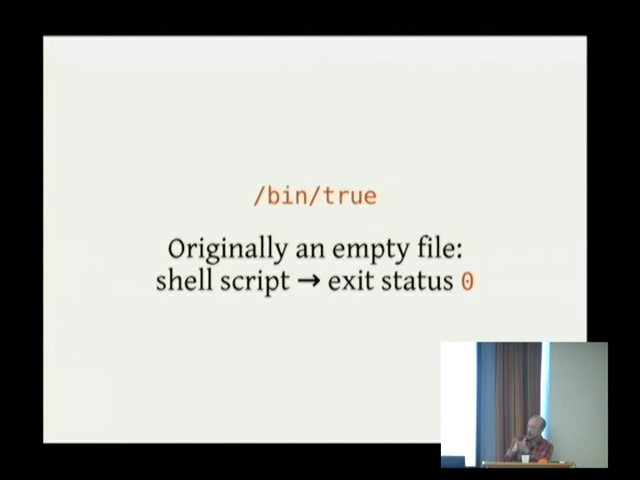 /bin/true
Originally an empty file:
shell script → exit status 0